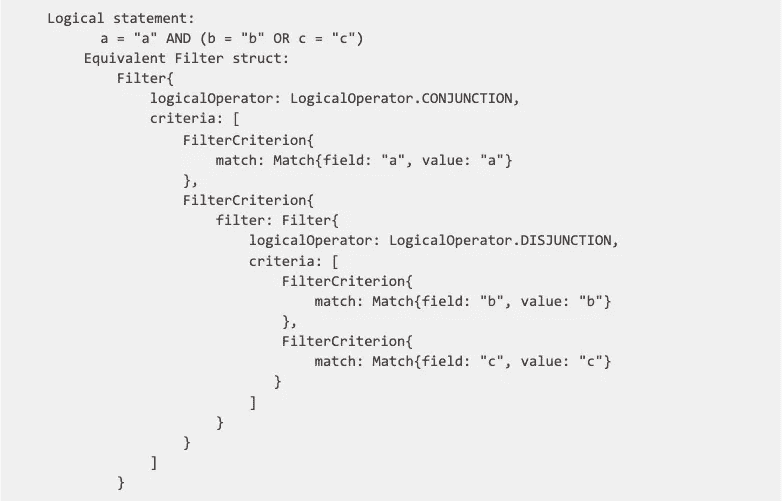 Logical statement:
a = "a" AND (b = "b" OR c = "c")
Equivalent Filter struct:
Filter{
logicalOperator: LogicalOperator.CONJUNCTION,
criteria: [
FilterCriterion{
match: Match{field: "a", value: "a"}
},
FilterCriterion{
filter: Filter{
logicalOperator: LogicalOperator.DISJUNCTION,
criteria: [
FilterCriterion{
match: Match{field: "b", value: "b"}
},
FilterCriterion{
match: Match{field: "c", value: "c"}
}
]
}
}
]
}